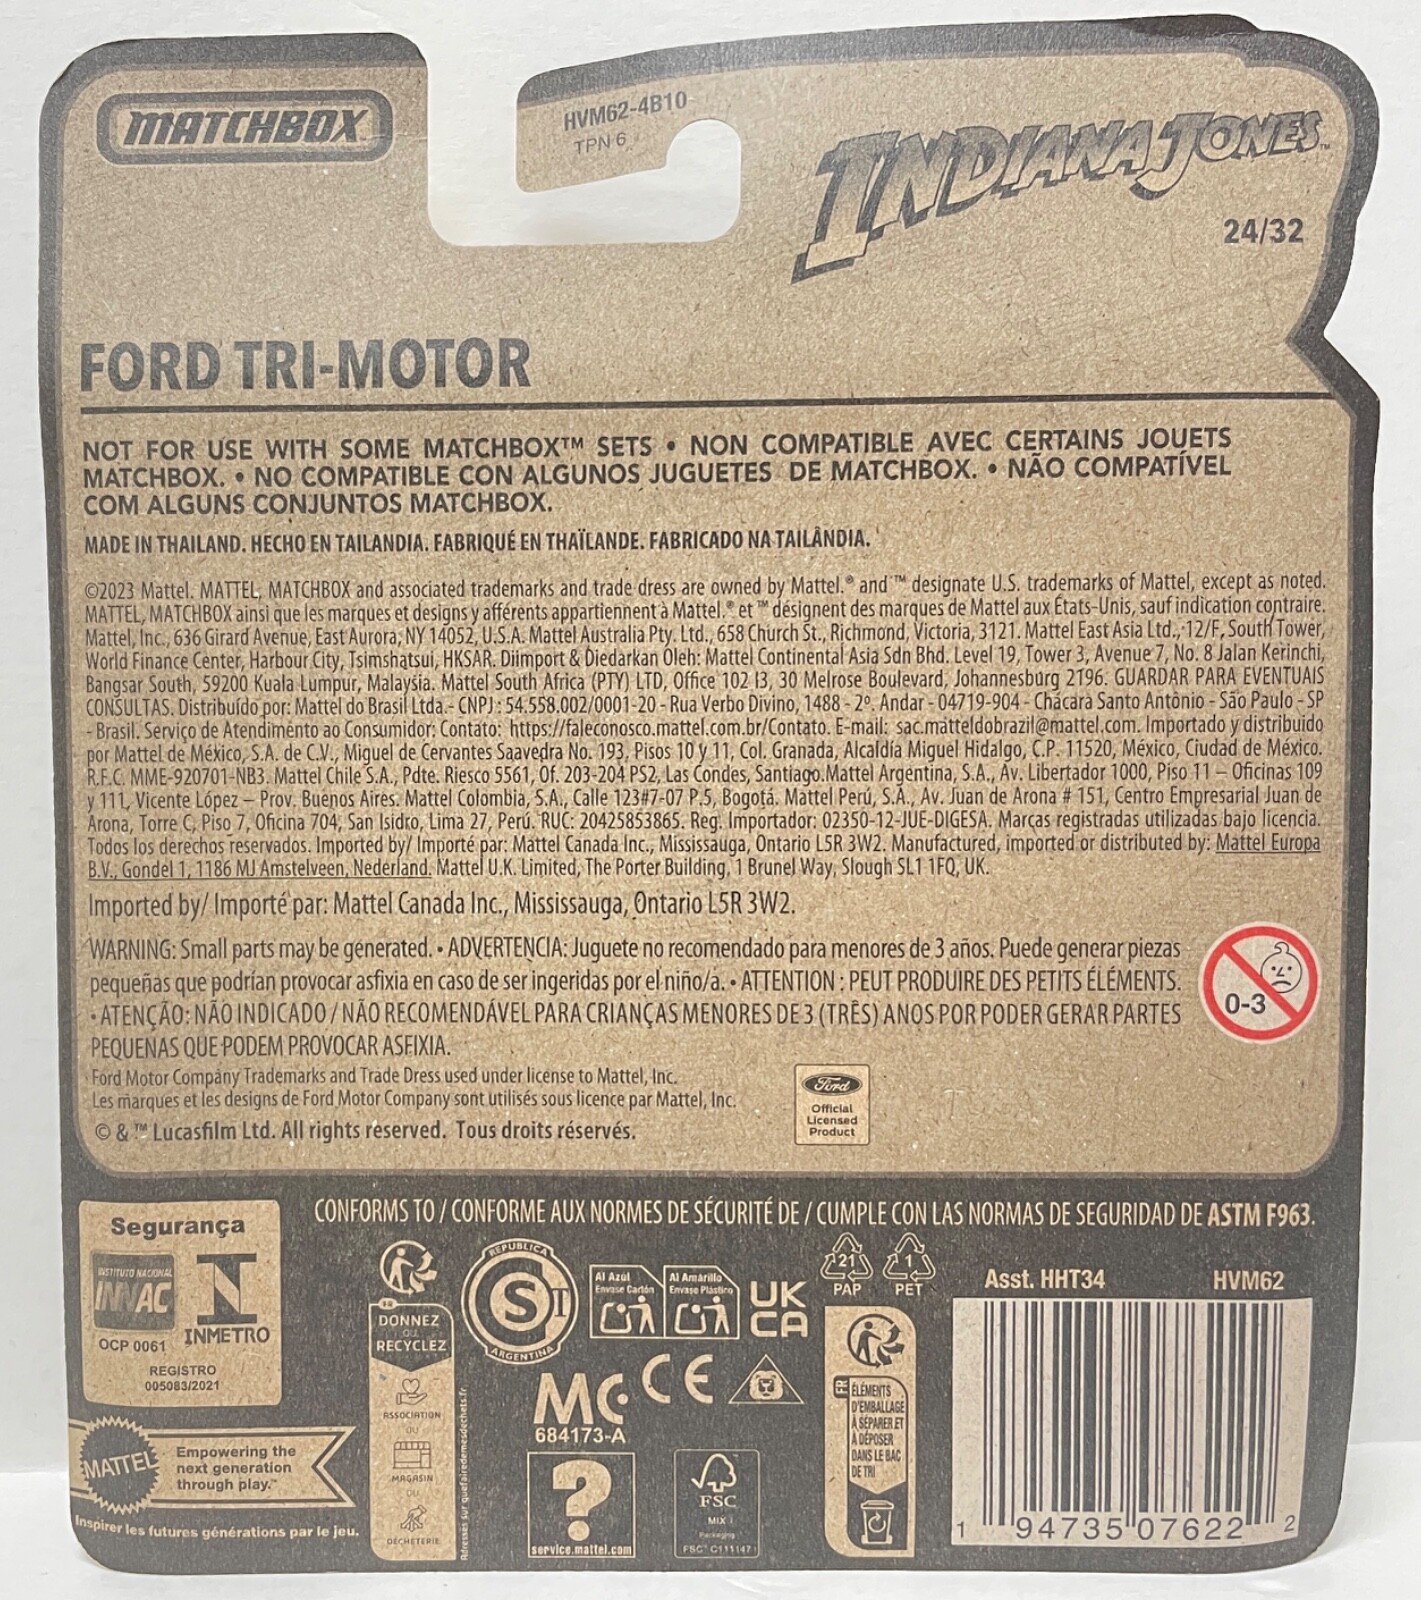 MATCHBOX
HVM62-4B10
TPN 6
INDIANA JONES™
24/32
FORD TRI-MOTOR
NOT FOR USE WITH SOME MATCHBOX™ SETS • NON COMPATIBLE AVEC CERTAINS JOUETS
MATCHBOX. • NO COMPATIBLE CON ALGUNOS JUGUETES DE MATCHBOX. • NÃO COMPATÍVEL
COM ALGUNS CONJUNTOS MATCHBOX.
MADE IN THAILAND. HECHO EN TAILANDIA. FABRIQUÉ EN THAÏLANDE. FABRICADO NA TAILÂNDIA.
©2023 Mattel. MATTEL, MATCHBOX and associated trademarks and trade dress are owned by Mattel.® and ™ designate U.S. trademarks of Mattel, except as noted.
MATTEL, MATCHBOX ainsi que les marques et designs y afférents appartiennent à Mattel.® et ™ désignent des marques de Mattel aux États-Unis, sauf indication contraire.
Mattel, Inc., 636 Girard Avenue, East Aurora, NY 14052, U.S.A. Mattel Australia Pty. Ltd., 658 Church St., Richmond, Victoria, 3121. Mattel East Asia Ltd., 12/F, South Tower,
World Finance Center, Harbour City, Tsimshatsui, HKSAR. Diimport & Diedarkan Oleh: Mattel Continental Asia Sdn Bhd. Level 19, Tower 3, Avenue 7, No. 8 Jalan Kerinchi,
Bangsar South, 59200 Kuala Lumpur, Malaysia. Mattel South Africa (PTY) LTD, Office 102 I3, 30 Melrose Boulevard, Johannesburg 2196. GUARDAR PARA EVENTUAIS
CONSULTAS. Distribuído por: Mattel do Brasil Ltda.- CNPJ : 54.558.002/0001-20 - Rua Verbo Divino, 1488 - 2º. Andar - 04719-904 - Chácara Santo Antônio - São Paulo - SP
- Brasil. Serviço de Atendimento ao Consumidor: Contato: https://faleconosco.mattel.com.br/Contato. E-mail: sac.matteldobrazil@mattel.com. Importado y distribuido
por Mattel de México, S.A. de C.V., Miguel de Cervantes Saavedra No. 193, Pisos 10 y 11, Col. Granada, Alcaldía Miguel Hidalgo, C.P. 11520, México, Ciudad de México.
R.F.C. MME-920701-NB3. Mattel Chile S.A., Pdte. Riesco 5561, Of. 203-204 PS2, Las Condes, Santiago.Mattel Argentina, S.A., Av. Libertador 1000, Piso 11 – Oficinas 109
y 111, Vicente López – Prov. Buenos Aires. Mattel Colombia, S.A., Calle 123#7-07 P.5, Bogotá. Mattel Perú, S.A., Av. Juan de Arona # 151, Centro Empresarial Juan de
Arona, Torre C, Piso 7, Oficina 704, San Isidro, Lima 27, Perú. RUC: 20425853865. Reg. Importador: 02350-12-JUE-DIGESA. Marcas registradas utilizadas bajo licencia.
Todos los derechos reservados. Imported by/ Importé par: Mattel Canada Inc., Mississauga, Ontario L5R 3W2. Manufactured, imported or distributed by: Mattel Europa
B.V., Gondel 1, 1186 MJ Amstelveen, Nederland. Mattel U.K. Limited, The Porter Building, 1 Brunel Way, Slough SL1 1FQ, UK.
Imported by/ Importé par: Mattel Canada Inc., Mississauga, Ontario L5R 3W2.
WARNING: Small parts may be generated. • ADVERTENCIA: Juguete no recomendado para menores de 3 años. Puede generar piezas
pequeñas que podrían provocar asfixia en caso de ser ingeridas por el niño/a. • ATTENTION : PEUT PRODUIRE DES PETITS ÉLÉMENTS.
• ATENÇÃO: NÃO INDICADO / NÃO RECOMENDÁVEL PARA CRIANÇAS MENORES DE 3 (TRÊS) ANOS POR PODER GERAR PARTES
PEQUENAS QUE PODEM PROVOCAR ASFIXIA.
0-3
Ford Motor Company Trademarks and Trade Dress used under license to Mattel, Inc.
Les marques et les designs de Ford Motor Company sont utilisés sous licence par Mattel, Inc.
© & ™ Lucasfilm Ltd. All rights reserved. Tous droits réservés.
Ford
Official
Licensed
Product
CONFORMS TO / CONFORME AUX NORMES DE SÉCURITÉ DE / CUMPLE CON LAS NORMAS DE SEGURIDAD DE ASTM F963.
Segurança
INSTITUTO NACIONAL
INNAC
OCP 0061
INMETRO
REGISTRO
005083/2021
MATTEL
Empowering the
next generation
through play.™
Inspirer les futures générations par le jeu.
FR
DONNEZ
OU
RECYCLEZ
ASSOCIATION
OU
MAGASIN
OU
DÉCHÈTERIE
Adresses sur quefairedemesdechets.fr
REPUBLICA
S
ARGENTINA
Al Azul
Envase Cartón
Al Amarillo
Envase Plástico
UK
CA
21
PAP
1
PET
MC
684173-A
CE
?
service.mattel.com
FSC
MIX
Packaging
FSC® C111147
FR
ÉLÉMENTS
D'EMBALLAGE
À SÉPARER ET
À DÉPOSER
DANS LE BAC
DE TRI
Asst. HHT34
HVM62
1 94735 07622 2